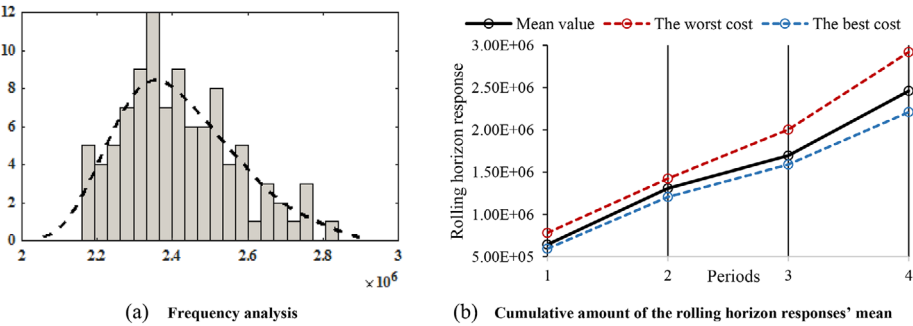 12
10
8
6
4
2
0
2 2.2 2.4 2.6 2.8 3
×10⁶
(a) Frequency analysis
Mean value The worst cost The best cost
Rolling horizon response
3.00E+06
2.50E+06
2.00E+06
1.50E+06
1.00E+06
5.00E+05
1 2 3 4
Periods
(b) Cumulative amount of the rolling horizon responses’ mean